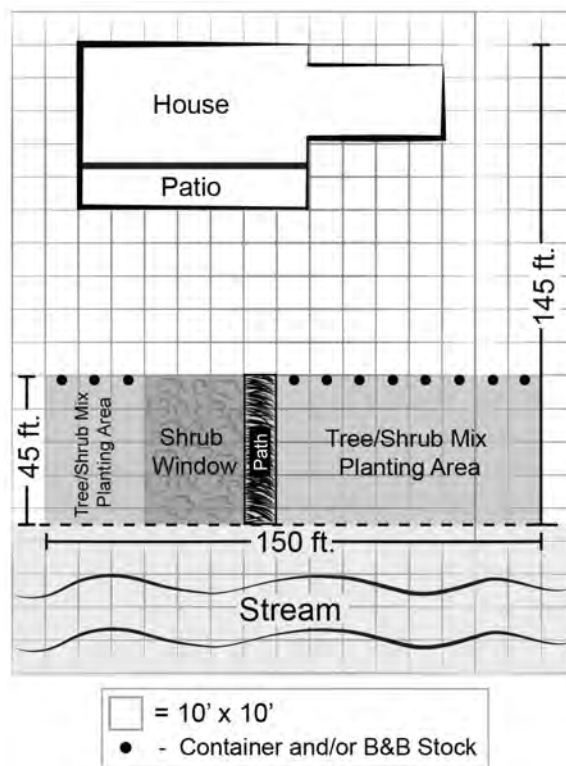 House
Patio
145 ft.
45 ft.
Tree/Shrub Mix
Planting Area
Shrub
Window
Path
Tree/Shrub Mix
Planting Area
150 ft.
Stream
= 10' x 10'
- Container and/or B&B Stock